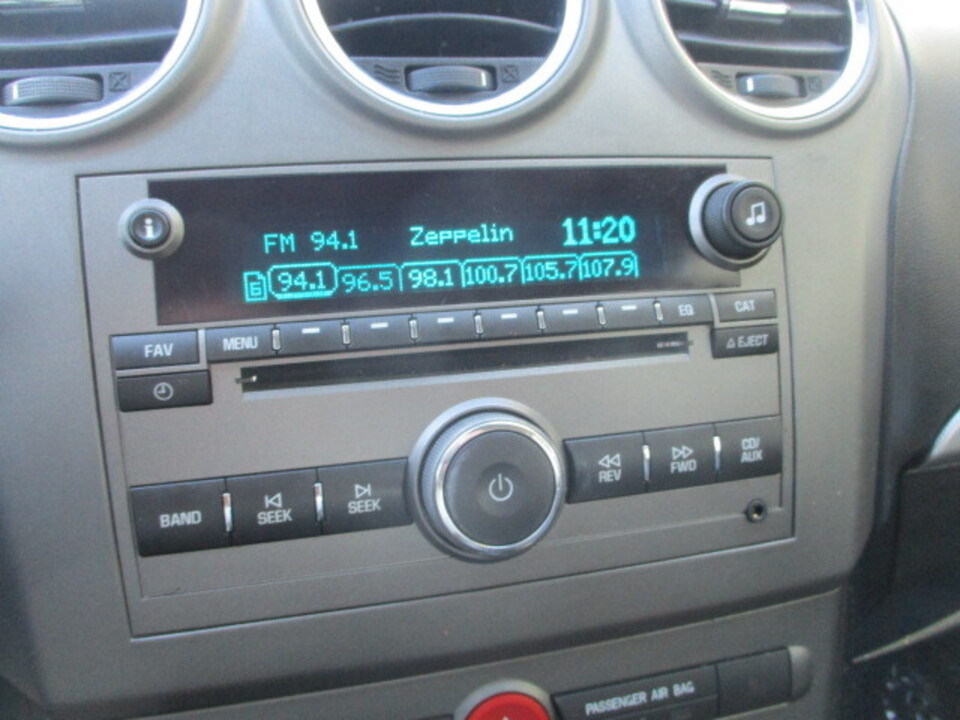 i
FM 94.1 Zeppelin 11:20
6 94.1 96.5 98.1 100.7 105.7 107.9
FAV MENU EQ CAT
EJECT
BAND SEEK SEEK REV FWD CD/
AUX
PASSENGER AIR BAG